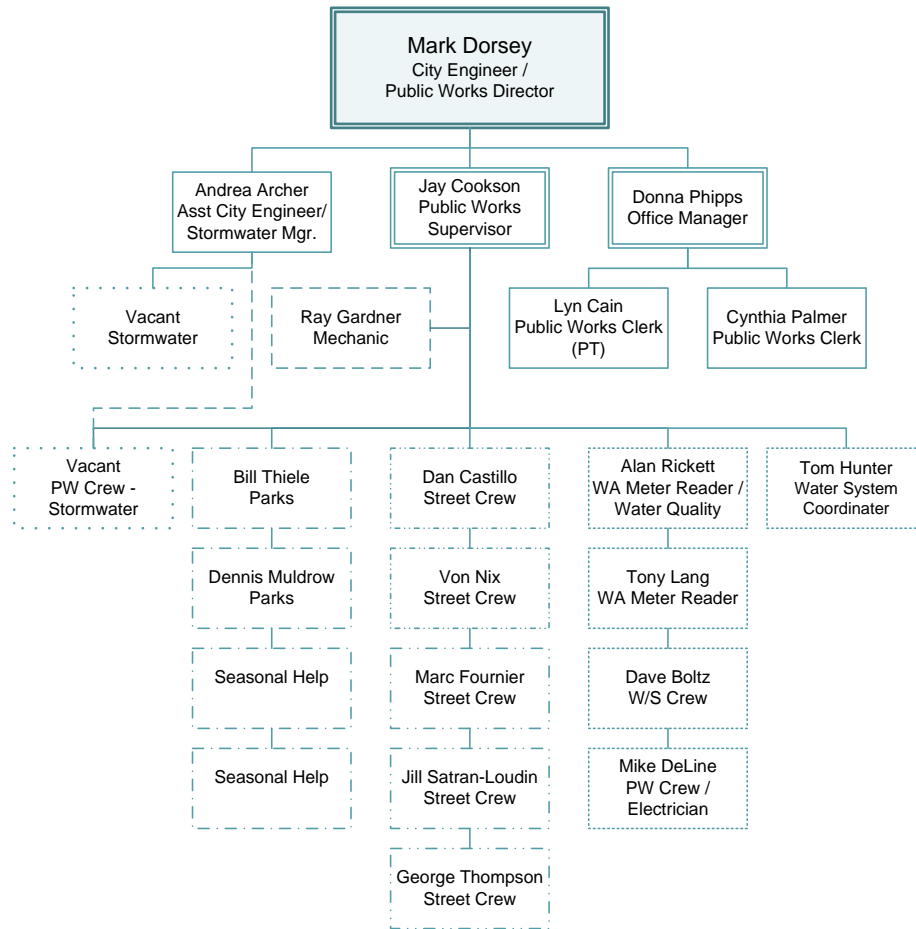 Mark Dorsey
City Engineer /
Public Works Director
Andrea Archer
Asst City Engineer/
Stormwater Mgr.
Jay Cookson
Public Works
Supervisor
Donna Phipps
Office Manager
Vacant
Stormwater
Ray Gardner
Mechanic
Lyn Cain
Public Works Clerk
(PT)
Cynthia Palmer
Public Works Clerk
Vacant
PW Crew -
Stormwater
Bill Thiele
Parks
Dan Castillo
Street Crew
Alan Rickett
WA Meter Reader /
Water Quality
Tom Hunter
Water System
Coordinater
Dennis Muldrow
Parks
Von Nix
Street Crew
Tony Lang
WA Meter Reader
Seasonal Help
Marc Fournier
Street Crew
Dave Boltz
W/S Crew
Seasonal Help
Jill Satran-Loudin
Street Crew
Mike DeLine
PW Crew /
Electrician
George Thompson
Street Crew